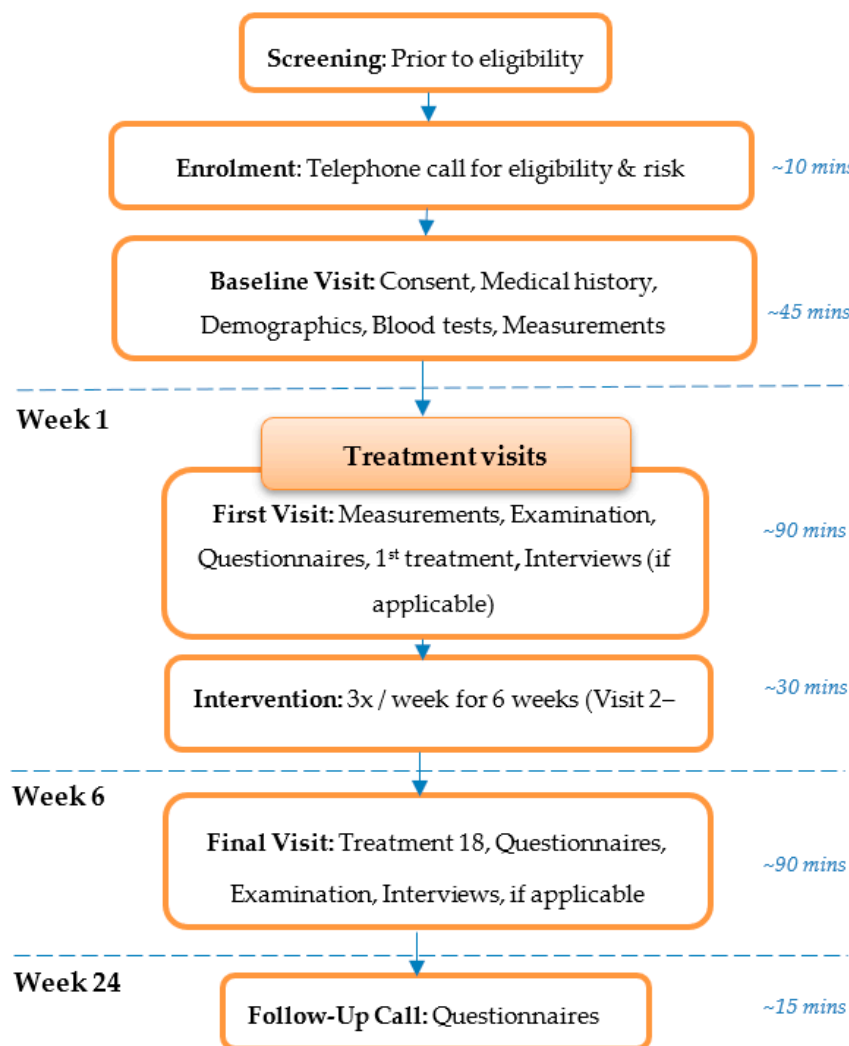 Screening: Prior to eligibility
Enrolment: Telephone call for eligibility & risk
~10 mins
Baseline Visit: Consent, Medical history,
Demographics, Blood tests, Measurements
~45 mins
Week 1
Treatment visits
First Visit: Measurements, Examination,
Questionnaires, 1st treatment, Interviews (if
applicable)
~90 mins
Intervention: 3x / week for 6 weeks (Visit 2–
~30 mins
Week 6
Final Visit: Treatment 18, Questionnaires,
Examination, Interviews, if applicable
~90 mins
Week 24
Follow-Up Call: Questionnaires
~15 mins